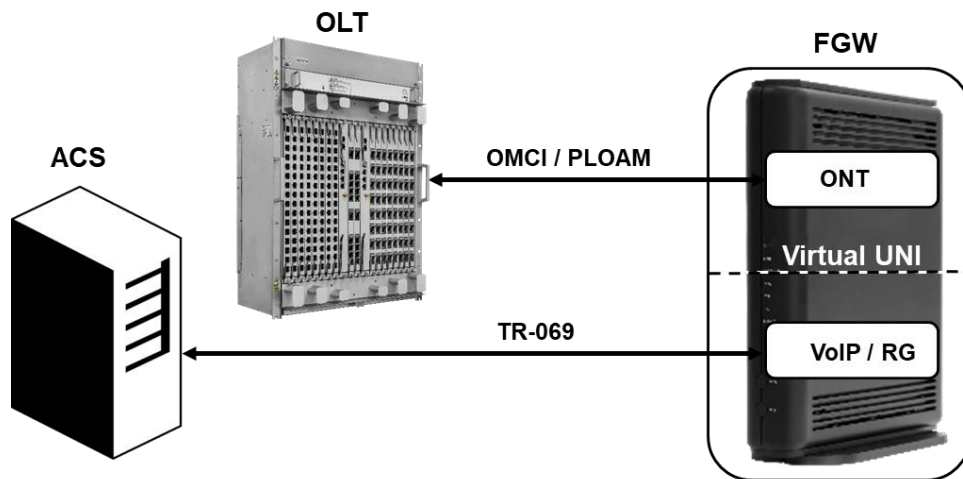 OLT
FGW
ACS
OMCI / PLOAM
ONT
Virtual UNI
TR-069
VoIP / RG